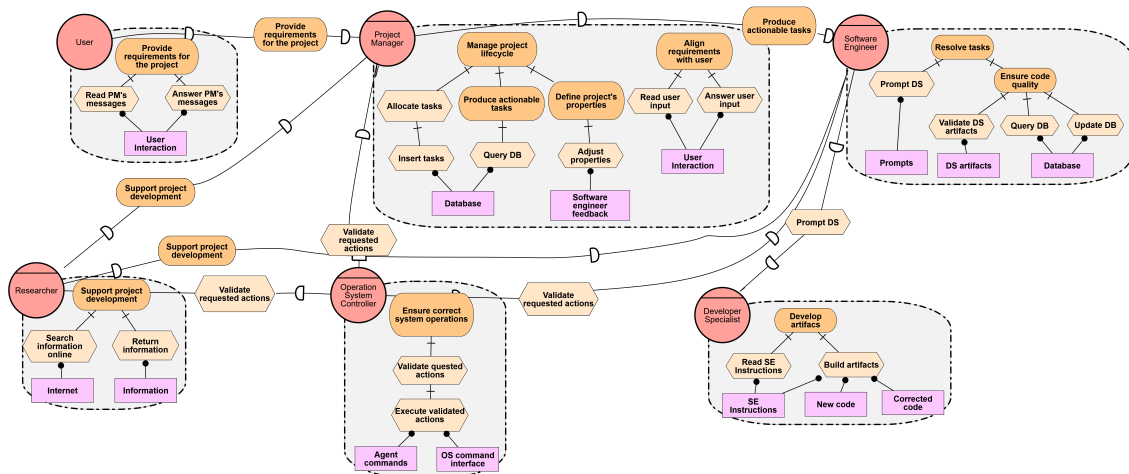 User
Provide
requirements for
the project
Read PM's
messages
Answer PM's
messages
User
Interaction
Provide
requirements
for the project
Project
Manager
Manage project
lifecycle
Allocate tasks
Produce actionable
tasks
Define project's
properties
Insert tasks
Query DB
Adjust
properties
Database
Software
engineer
feedback
Align
requirements
with user
Read user
input
Answer user
input
User
Interaction
Produce
actionable tasks
Software
Engineer
Resolve tasks
Prompt DS
Ensure code
quality
Validate DS
artifacts
Query DB
Update DB
Prompts
DS artifacts
Database
Support project
development
Support project
development
Validate
requested
actions
Prompt DS
Validate
requested actions
Validate
requested actions
Researcher
Support project
development
Search
information
online
Return
information
Internet
Information
Operation
System
Controller
Ensure correct
system operations
Validate quested
actions
Execute validated
actions
Agent
commands
OS command
interface
Developer
Specialist
Develop
artifacs
Read SE
Instructions
Build artifacts
SE
Instructions
New code
Corrected
code